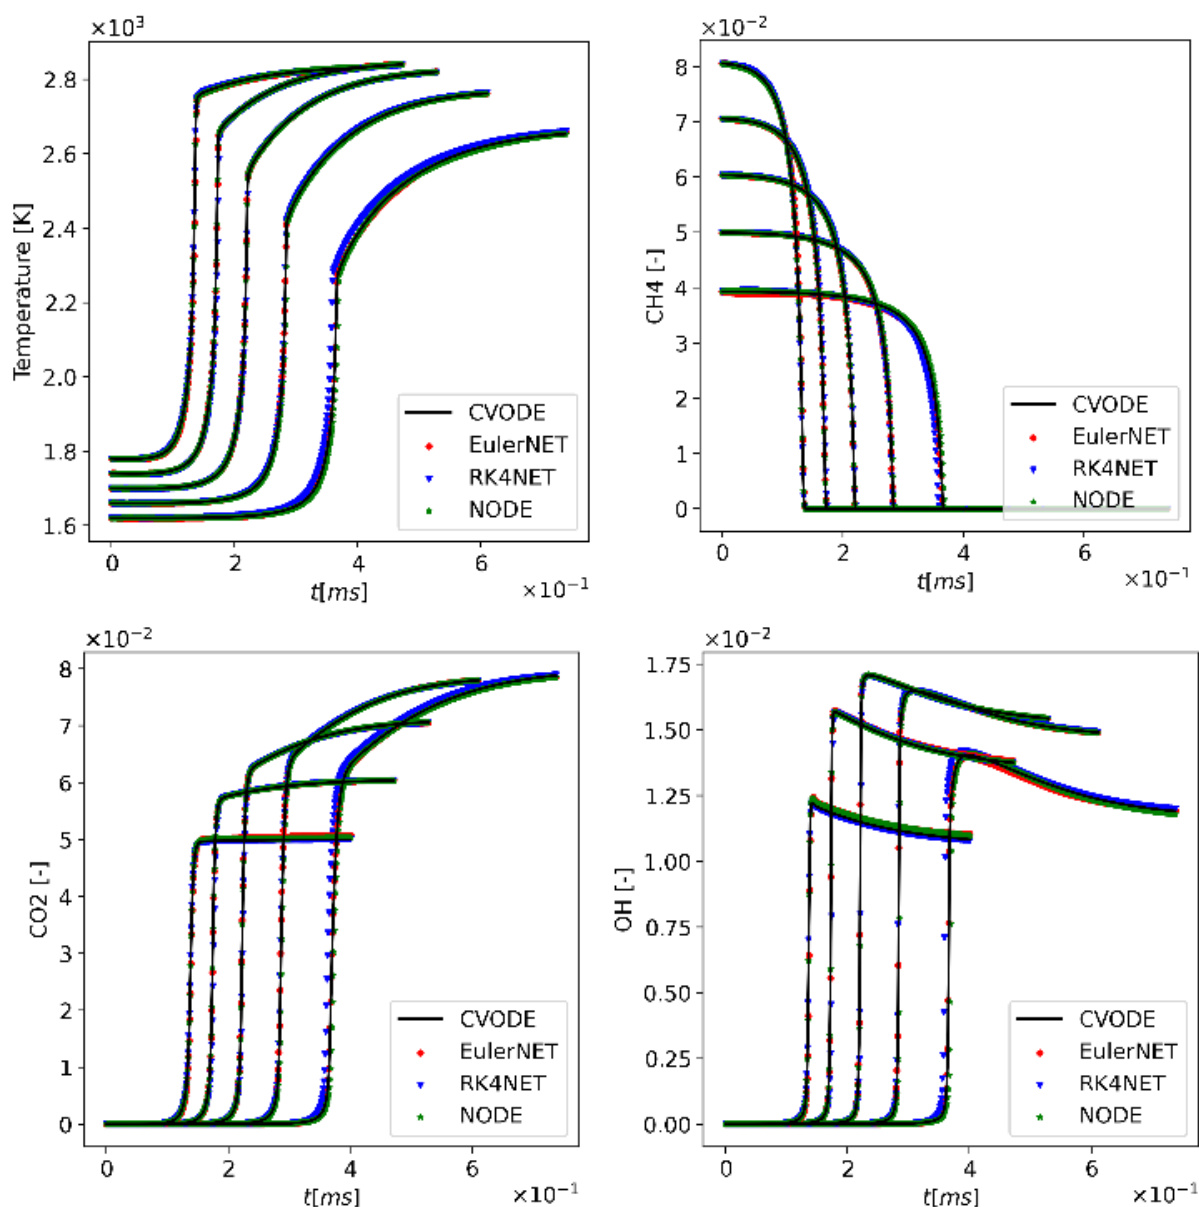 ×10³
2.8
2.6
2.4
2.2
2.0
1.8
1.6
Temperature [K]
CVODE
EulerNET
RK4NET
NODE
0 2 4 6
t[ms] ×10⁻¹
×10⁻²
8
7
6
5
4
3
2
1
0
CH4 [-]
CVODE
EulerNET
RK4NET
NODE
0 2 4 6
t[ms] ×10⁻¹
×10⁻²
8
7
6
5
4
3
2
1
0
CO2 [-]
CVODE
EulerNET
RK4NET
NODE
0 2 4 6
t[ms] ×10⁻¹
×10⁻²
1.75
1.50
1.25
1.00
0.75
0.50
0.25
0.00
OH [-]
CVODE
EulerNET
RK4NET
NODE
0 2 4 6
t[ms] ×10⁻¹